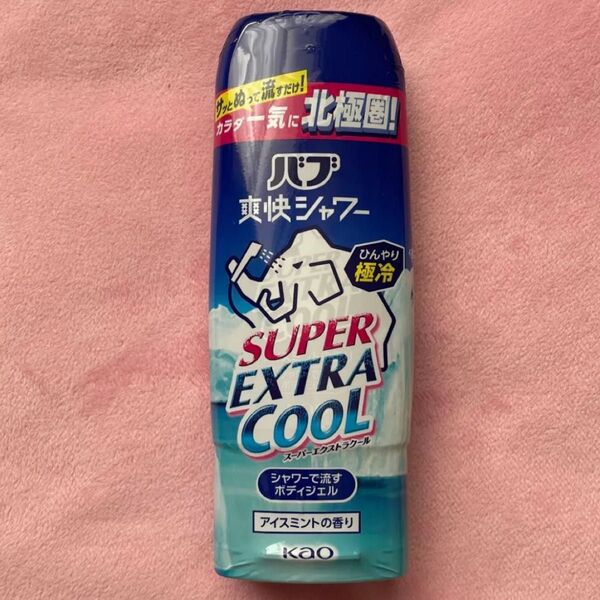 サッとぬって流すだけ!
カラダ一気に北極圏!
バブ
爽快シャワー
ひんやり
極冷
SUPER
EXTRA
COOL
スーパーエクストラクール
シャワーで流す
ボディジェル
アイスミントの香り
Kao